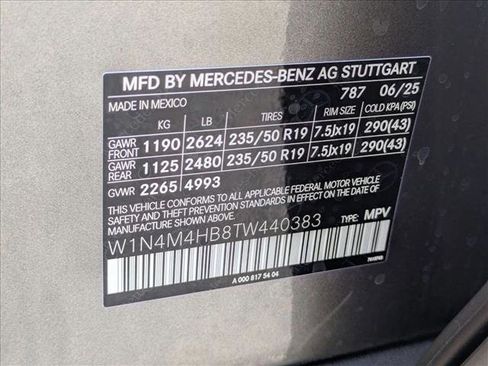 MFD BY MERCEDES-BENZ AG STUTTGART
787 06/25
MADE IN MEXICO
KG LB TIRES RIM SIZE COLD KPA(PSI)
GAWR FRONT 1190 2624 235/50 R19 7.5Jx19 290(43)
GAWR REAR 1125 2480 235/50 R19 7.5Jx19 290(43)
GVWR 2265 4993
THIS VEHICLE CONFORMS TO ALL APPLICABLE FEDERAL MOTOR VEHICLE
SAFETY AND THEFT PREVENTION STANDARDS IN EFFECT ON THE DATE OF MANUFACTURE SHOWN ABOVE.
W1N4M4HB8TW440383 TYPE: MPV
A 000 817 54 04